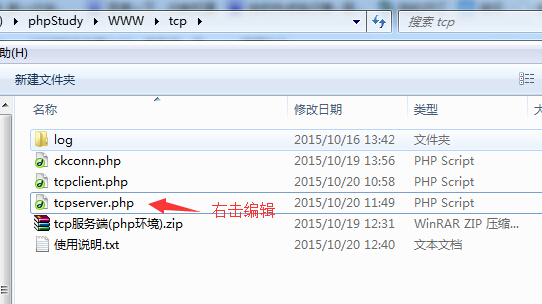 ) ▸ phpStudy ▸ WWW ▸ tcp ▸ 搜索 tcp
助(H)
新建文件夹
名称 修改日期 类型
log 2015/10/16 13:42 文件夹
ckconn.php 2015/10/19 13:56 PHP Script
tcpclient.php 2015/10/20 10:58 PHP Script
tcpserver.php 右击编辑 2015/10/20 11:49 PHP Script
tcp服务端(php环境).zip 2015/10/19 12:31 WinRAR ZIP 压缩...
使用说明.txt 2015/10/20 12:40 文本文档